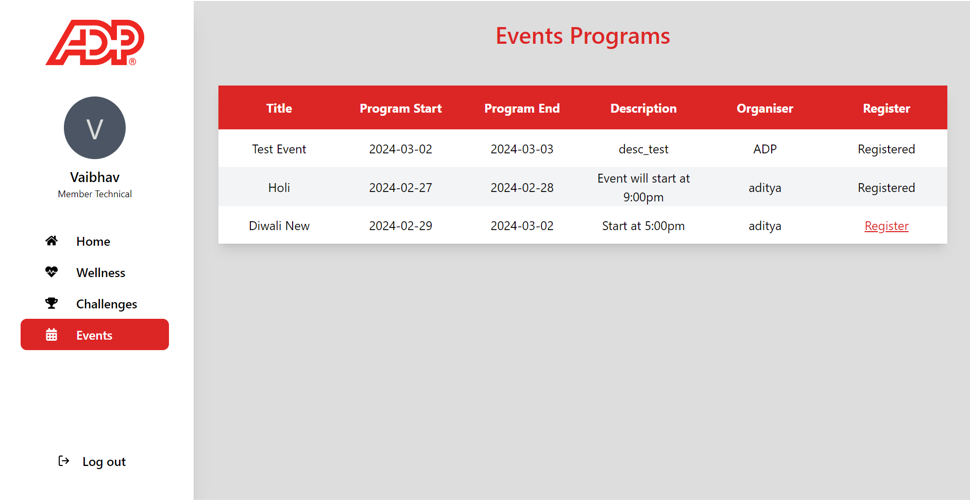 ADP®
Events Programs
V
Vaibhav
Member Technical
Home
Wellness
Challenges
Events
Log out
Title Program Start Program End Description Organiser Register
Test Event 2024-03-02 2024-03-03 desc_test ADP Registered
Holi 2024-02-27 2024-02-28 Event will start at 9:00pm aditya Registered
Diwali New 2024-02-29 2024-03-02 Start at 5:00pm aditya Register